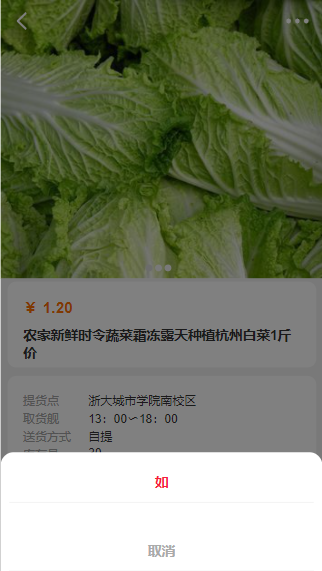 ￥ 1.20
农家新鲜时令蔬菜霜冻露天种植杭州白菜1斤
价
提货点 浙大城市学院南校区
取货舰 13：00~18：00
送货方式 自提
如
取消